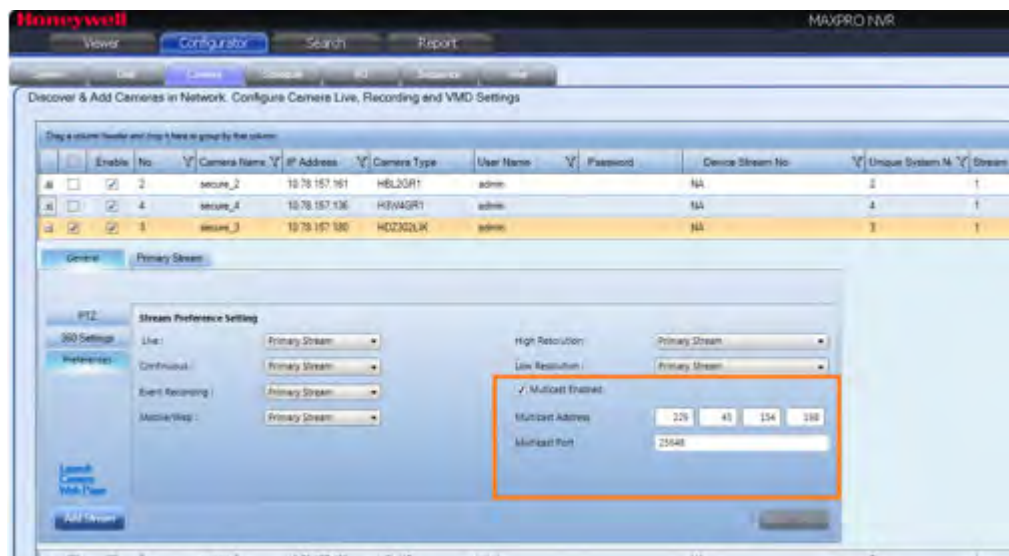 Honeywell
MAXPRO NVR
Viewer Configurator Search Report
Camera
Discover & Add Cameras in Network, Configure Camera Live, Recording and VMD Settings
Drag a column header and drop it here to group by that column
Enable No Camera Name IP Address Camera Type User Name Password Device Stream No Unique System N Stream
2 secure_2 10.78.157.161 HBL2GR1 admin NA 2 1
4 secure_4 10.78.157.136 H3W4GR1 admin NA 4 1
3 secure_3 10.78.157.180 HDZ302LIK admin NA 3 1
General Primary Stream
PTZ
360 Settings
Preferences
Stream Preference Setting
Live : Primary Stream High Resolution : Primary Stream
Continuous : Primary Stream Low Resolution : Primary Stream
Event Recording : Primary Stream Multicast Enabled
Mobile/Web : Primary Stream Multicast Address 229 43 154
Multicast Port
Launch
Camera
Web Page
Add Stream